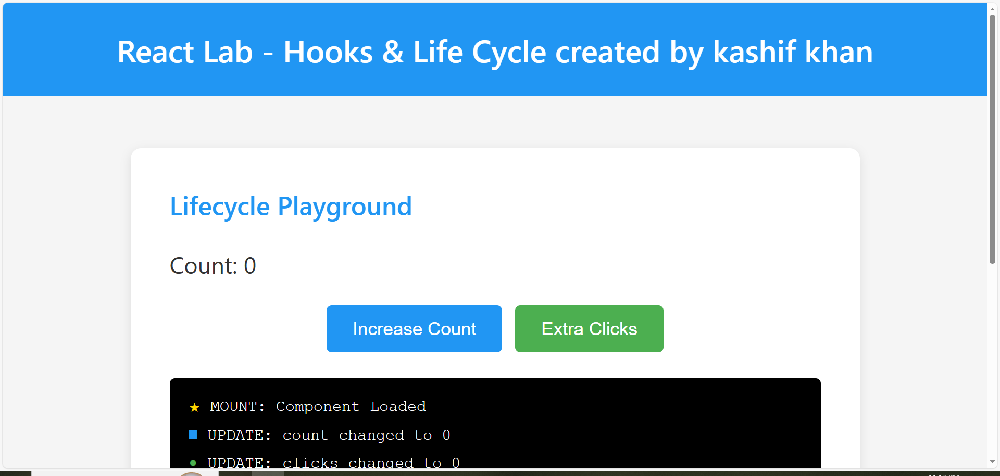 React Lab - Hooks & Life Cycle created by kashif khan
Lifecycle Playground
Count: 0
Increase Count
Extra Clicks
★ MOUNT: Component Loaded
UPDATE: count changed to 0
UPDATE: clicks changed to 0